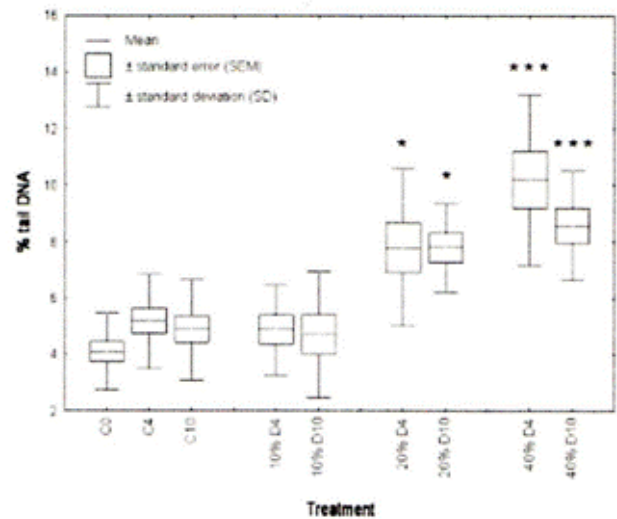 16
14
12
10
8
6
4
2
% tail DNA
Mean
± standard error (SEM)
± standard deviation (SD)
★ ★ ★
★ ★ ★
★
★
C0
C4
C10
10% D4
10% D10
20% D4
20% D10
40% D4
40% D10
Treatment